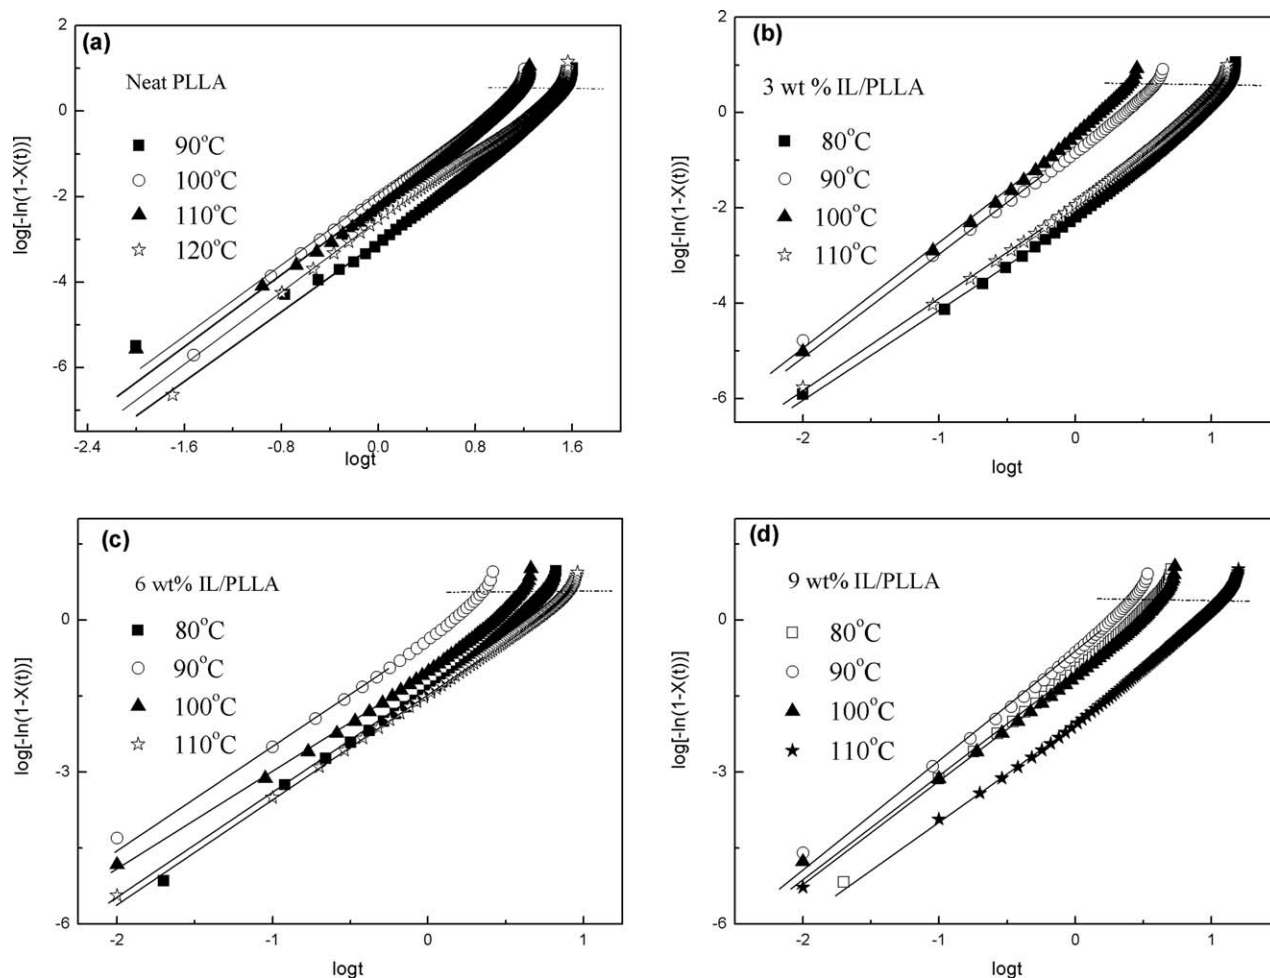 (a)
Neat PLLA
90°C
100°C
110°C
120°C
2
0
-2
-4
-6
-2.4
-1.6
-0.8
0.0
0.8
1.6
log[-ln(1-X(t))]
logt
(b)
3 wt % IL/PLLA
80°C
90°C
100°C
110°C
2
0
-2
-4
-6
-2
-1
0
1
log[-ln(1-X(t))]
logt
(c)
6 wt% IL/PLLA
80°C
90°C
100°C
110°C
0
-3
-6
-2
-1
0
1
log[-ln(1-X(t))]
logt
(d)
9 wt% IL/PLLA
80°C
90°C
100°C
110°C
0
-3
-6
-2
-1
0
1
log[-ln(1-X(t))]
logt